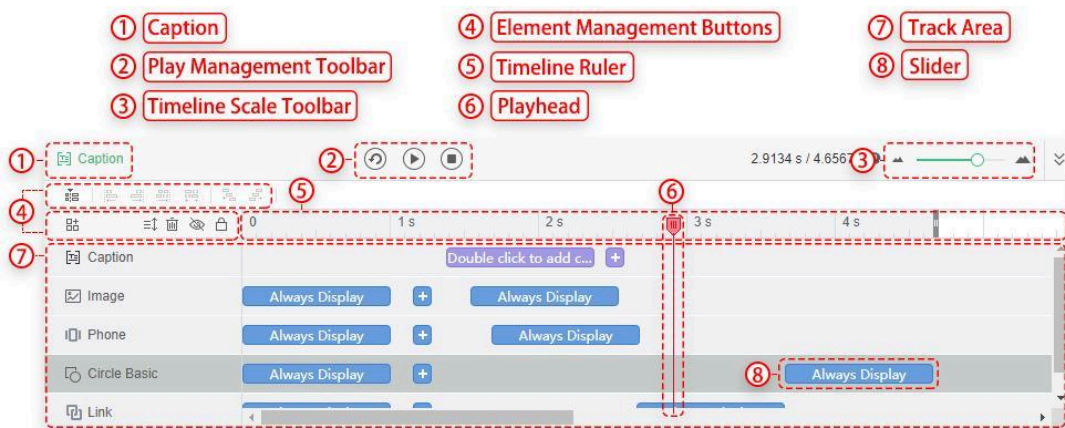 ① Caption
② Play Management Toolbar
③ Timeline Scale Toolbar
④ Element Management Buttons
⑤ Timeline Ruler
⑥ Playhead
⑦ Track Area
⑧ Slider
① Caption ② 2.9134 s / 4.6567 ③
④ ⑤ ⑥
0 1 s 2 s 3 s 4 s
⑦ Caption Double click to add c... +
Image Always Display + Always Display
Phone Always Display + Always Display
Circle Basic Always Display + ⑧ Always Display
Link